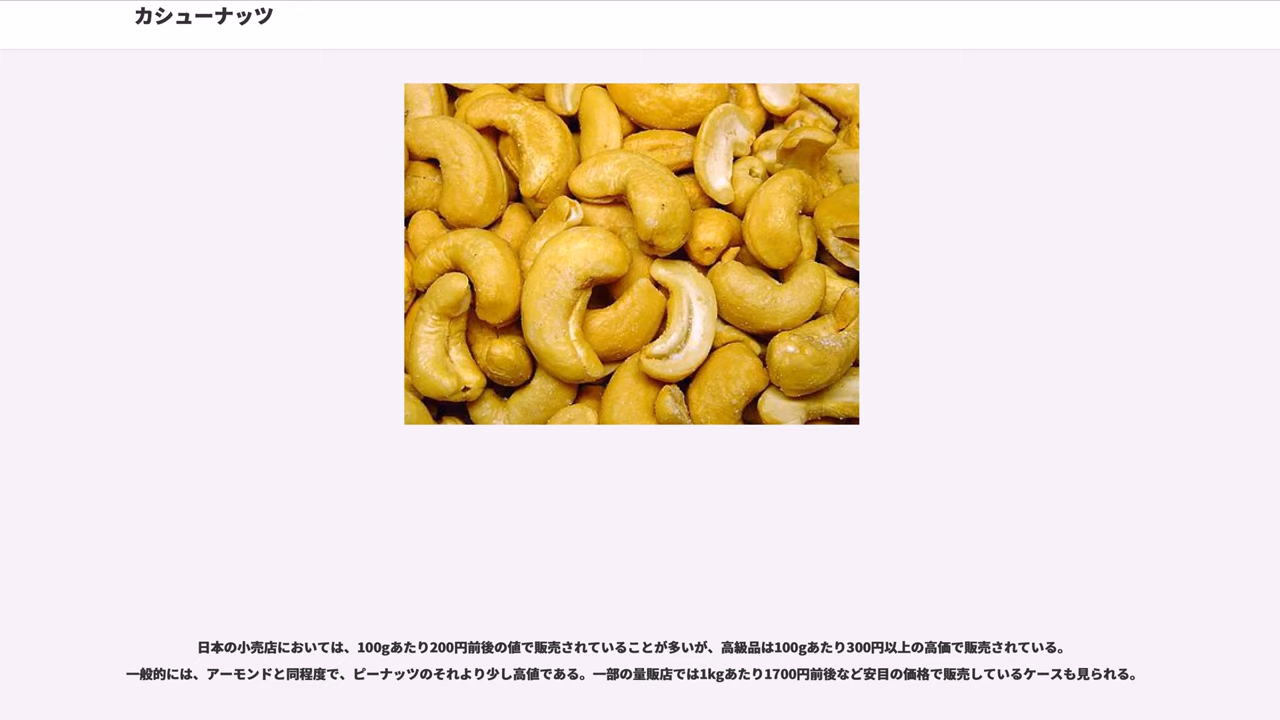 カシューナッツ
日本の小売店においては、100gあたり200円前後の値で販売されていることが多いが、高級品は100gあたり300円以上の高価で販売されている。
一般的には、アーモンドと同程度で、ピーナッツのそれより少し高値である。一部の量販店では1kgあたり1700円前後など安目の価格で販売しているケースも見られる。